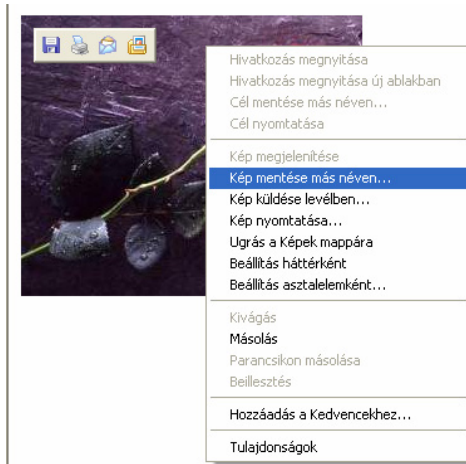 Hivatkozás megnyitása
Hivatkozás megnyitása új ablakban
Cél mentése más néven...
Cél nyomtatása
Kép megjelenítése
Kép mentése más néven...
Kép küldése levélben...
Kép nyomtatása...
Ugrás a Képek mappára
Beállítás háttérként
Beállítás asztalelemként...
Kivágás
Másolás
Parancsikon másolása
Beillesztés
Hozzáadás a Kedvencekhez...
Tulajdonságok